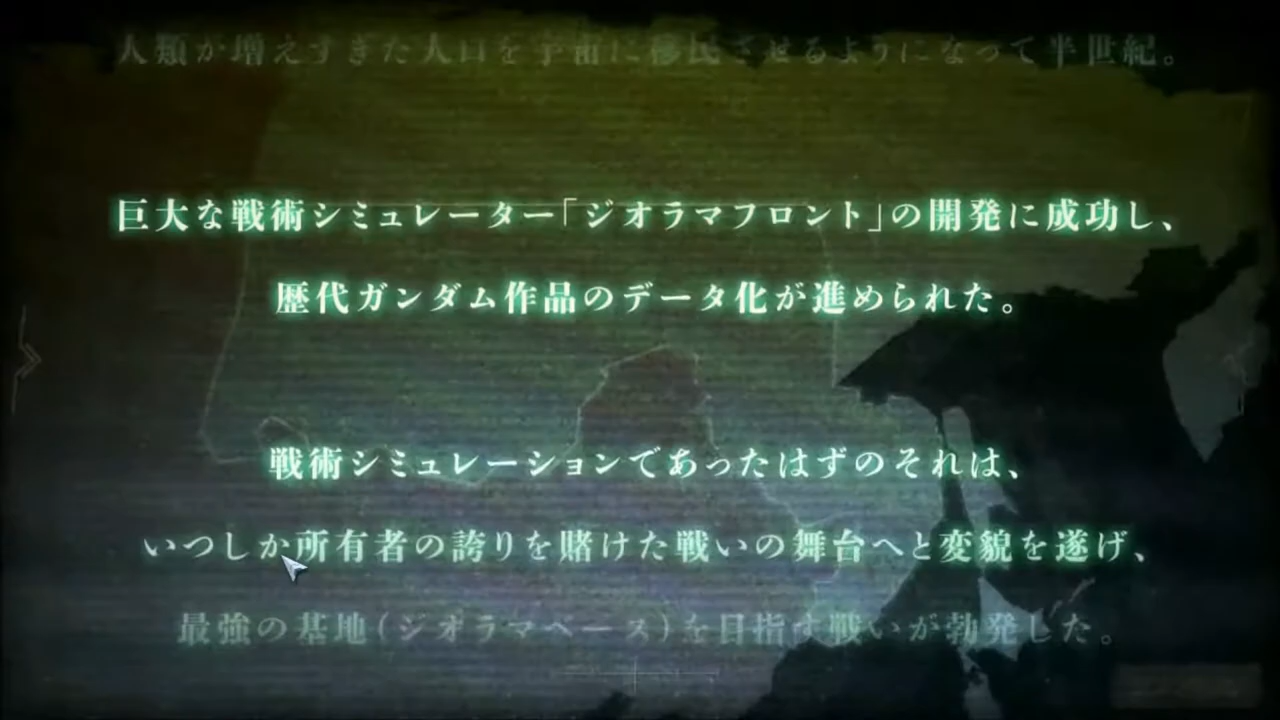 人類が増えすぎた人口を宇宙に移民させるようになって半世紀。
巨大な戦術シミュレーター「ジオラマフロント」の開発に成功し、
歴代ガンダム作品のデータ化が進められた。
戦術シミュレーションであったはずのそれは、
いつしか所有者の誇りを賭けた戦いの舞台へと変貌を遂げ、
最強の基地(ジオラマベース)を目指す戦いが勃発した。